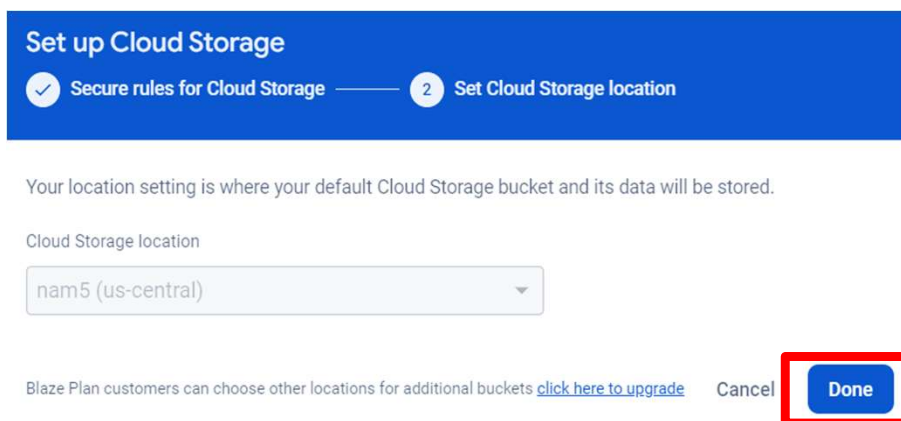 Set up Cloud Storage
Secure rules for Cloud Storage 2 Set Cloud Storage location
Your location setting is where your default Cloud Storage bucket and its data will be stored.
Cloud Storage location
nam5 (us-central)
Blaze Plan customers can choose other locations for additional buckets click here to upgrade Cancel Done